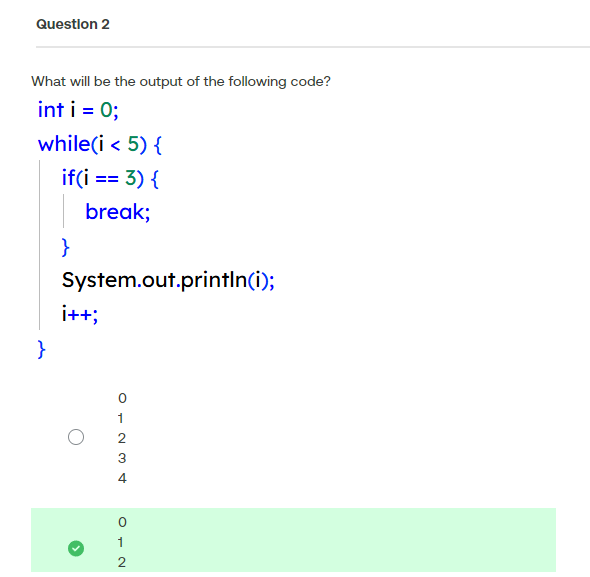 Question 2
What will be the output of the following code?
int i = 0;
while(i < 5) {
if(i == 3) {
break;
}
System.out.println(i);
i++;
}
0
1
2
3
4
0
1
2